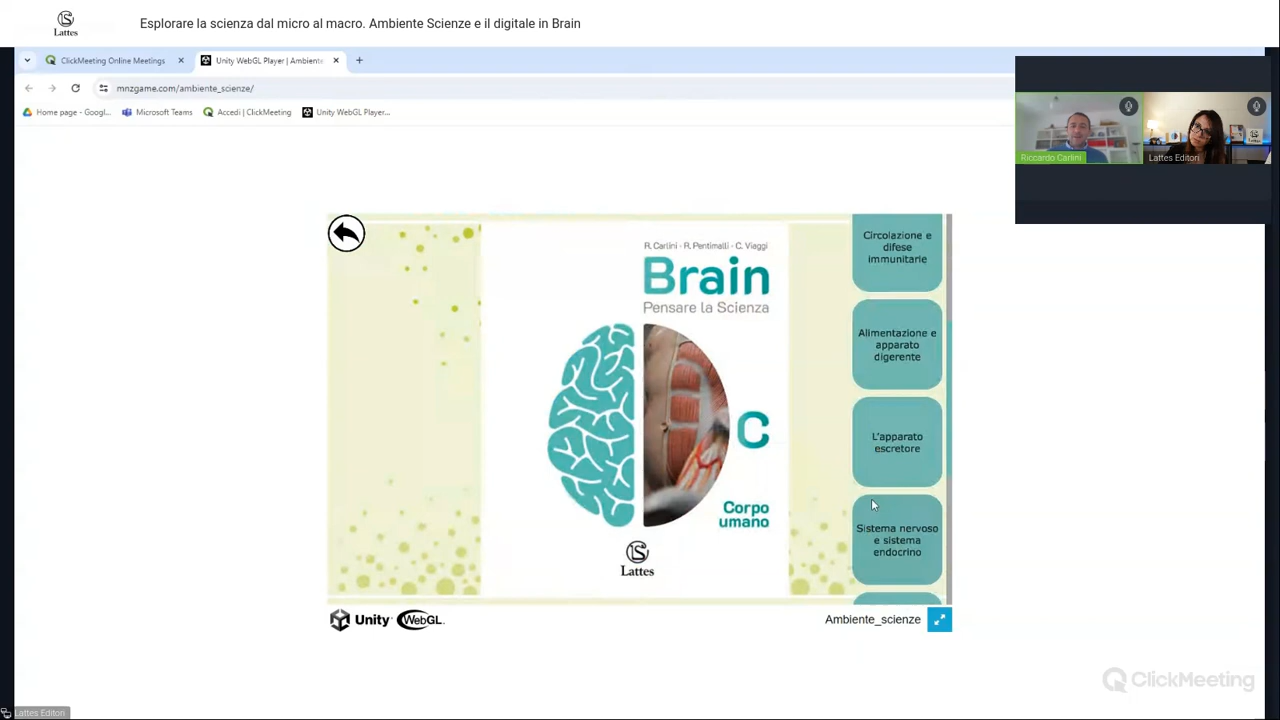 Lattes
Esplorare la scienza dal micro al macro. Ambiente Scienze e il digitale in Brain
ClickMeeting Online Meetings
Unity WebGL Player | Ambiente
mnzgame.com/ambiente_scienze/
Home page - Googl...
Microsoft Teams
Accedi | ClickMeeting
Unity WebGL Player...
Riccardo Carlini
Lattes Editori
R. Carlini · R. Pentimalli · C. Viaggi
Brain
Pensare la Scienza
C
Corpo
umano
Lattes
Circolazione e
difese
immunitarie
Alimentazione e
apparato
digerente
L'apparato
escretore
Sistema nervoso
e sistema
endocrino
Unity
WebGL
Ambiente_scienze
ClickMeeting
Lattes Editori